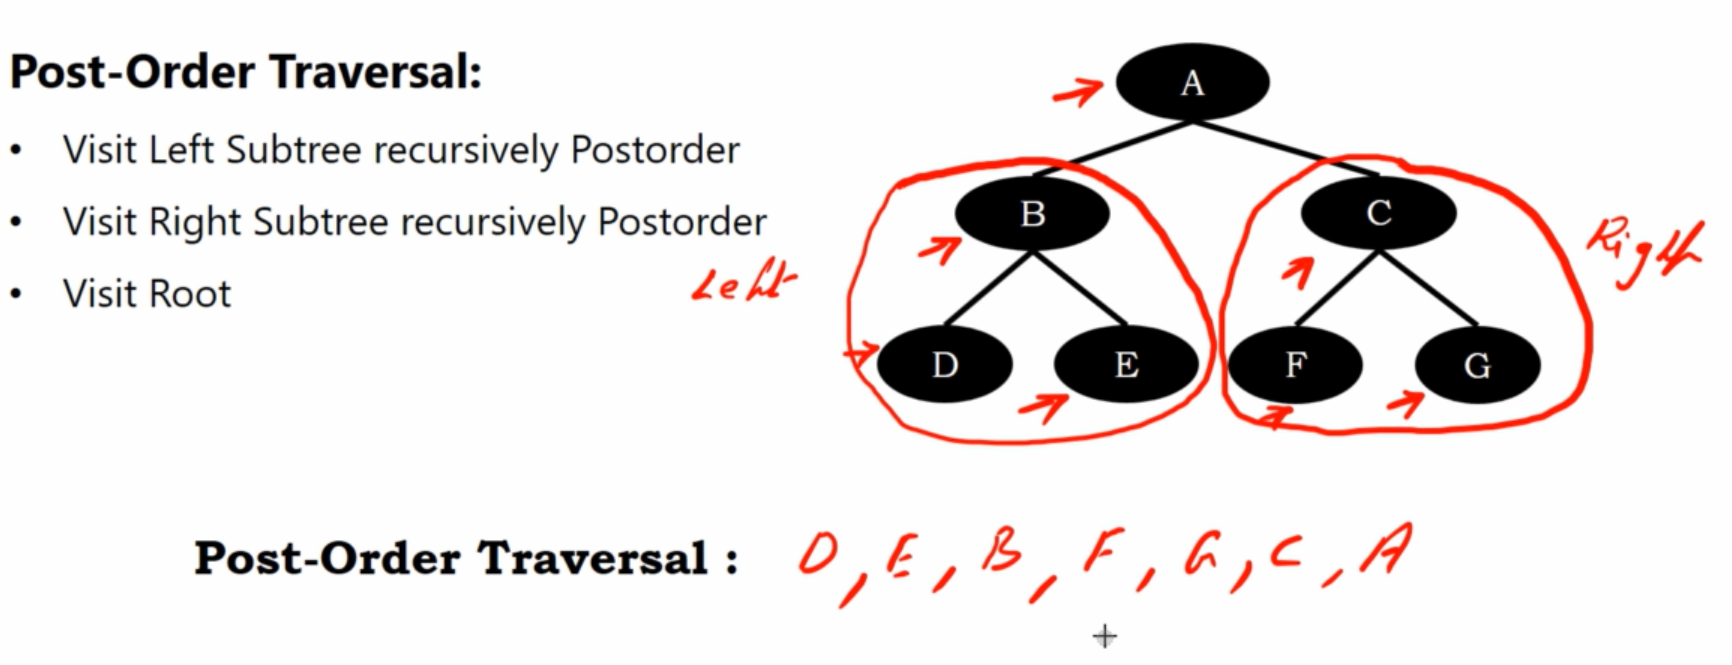 Post-Order Traversal:
• Visit Left Subtree recursively Postorder
• Visit Right Subtree recursively Postorder
• Visit Root
A
B
C
Left
Right
D
E
F
G
Post-Order Traversal : D, E, B, F, G, C, A